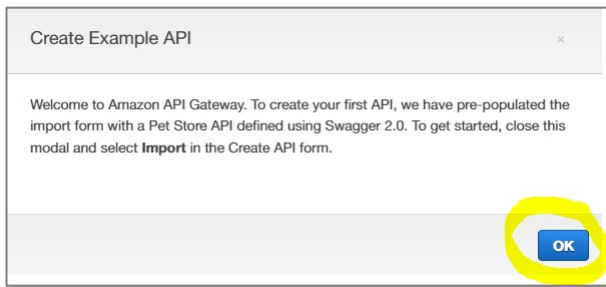 Create Example API ×
Welcome to Amazon API Gateway. To create your first API, we have pre-populated the
import form with a Pet Store API defined using Swagger 2.0. To get started, close this
modal and select Import in the Create API form.
OK